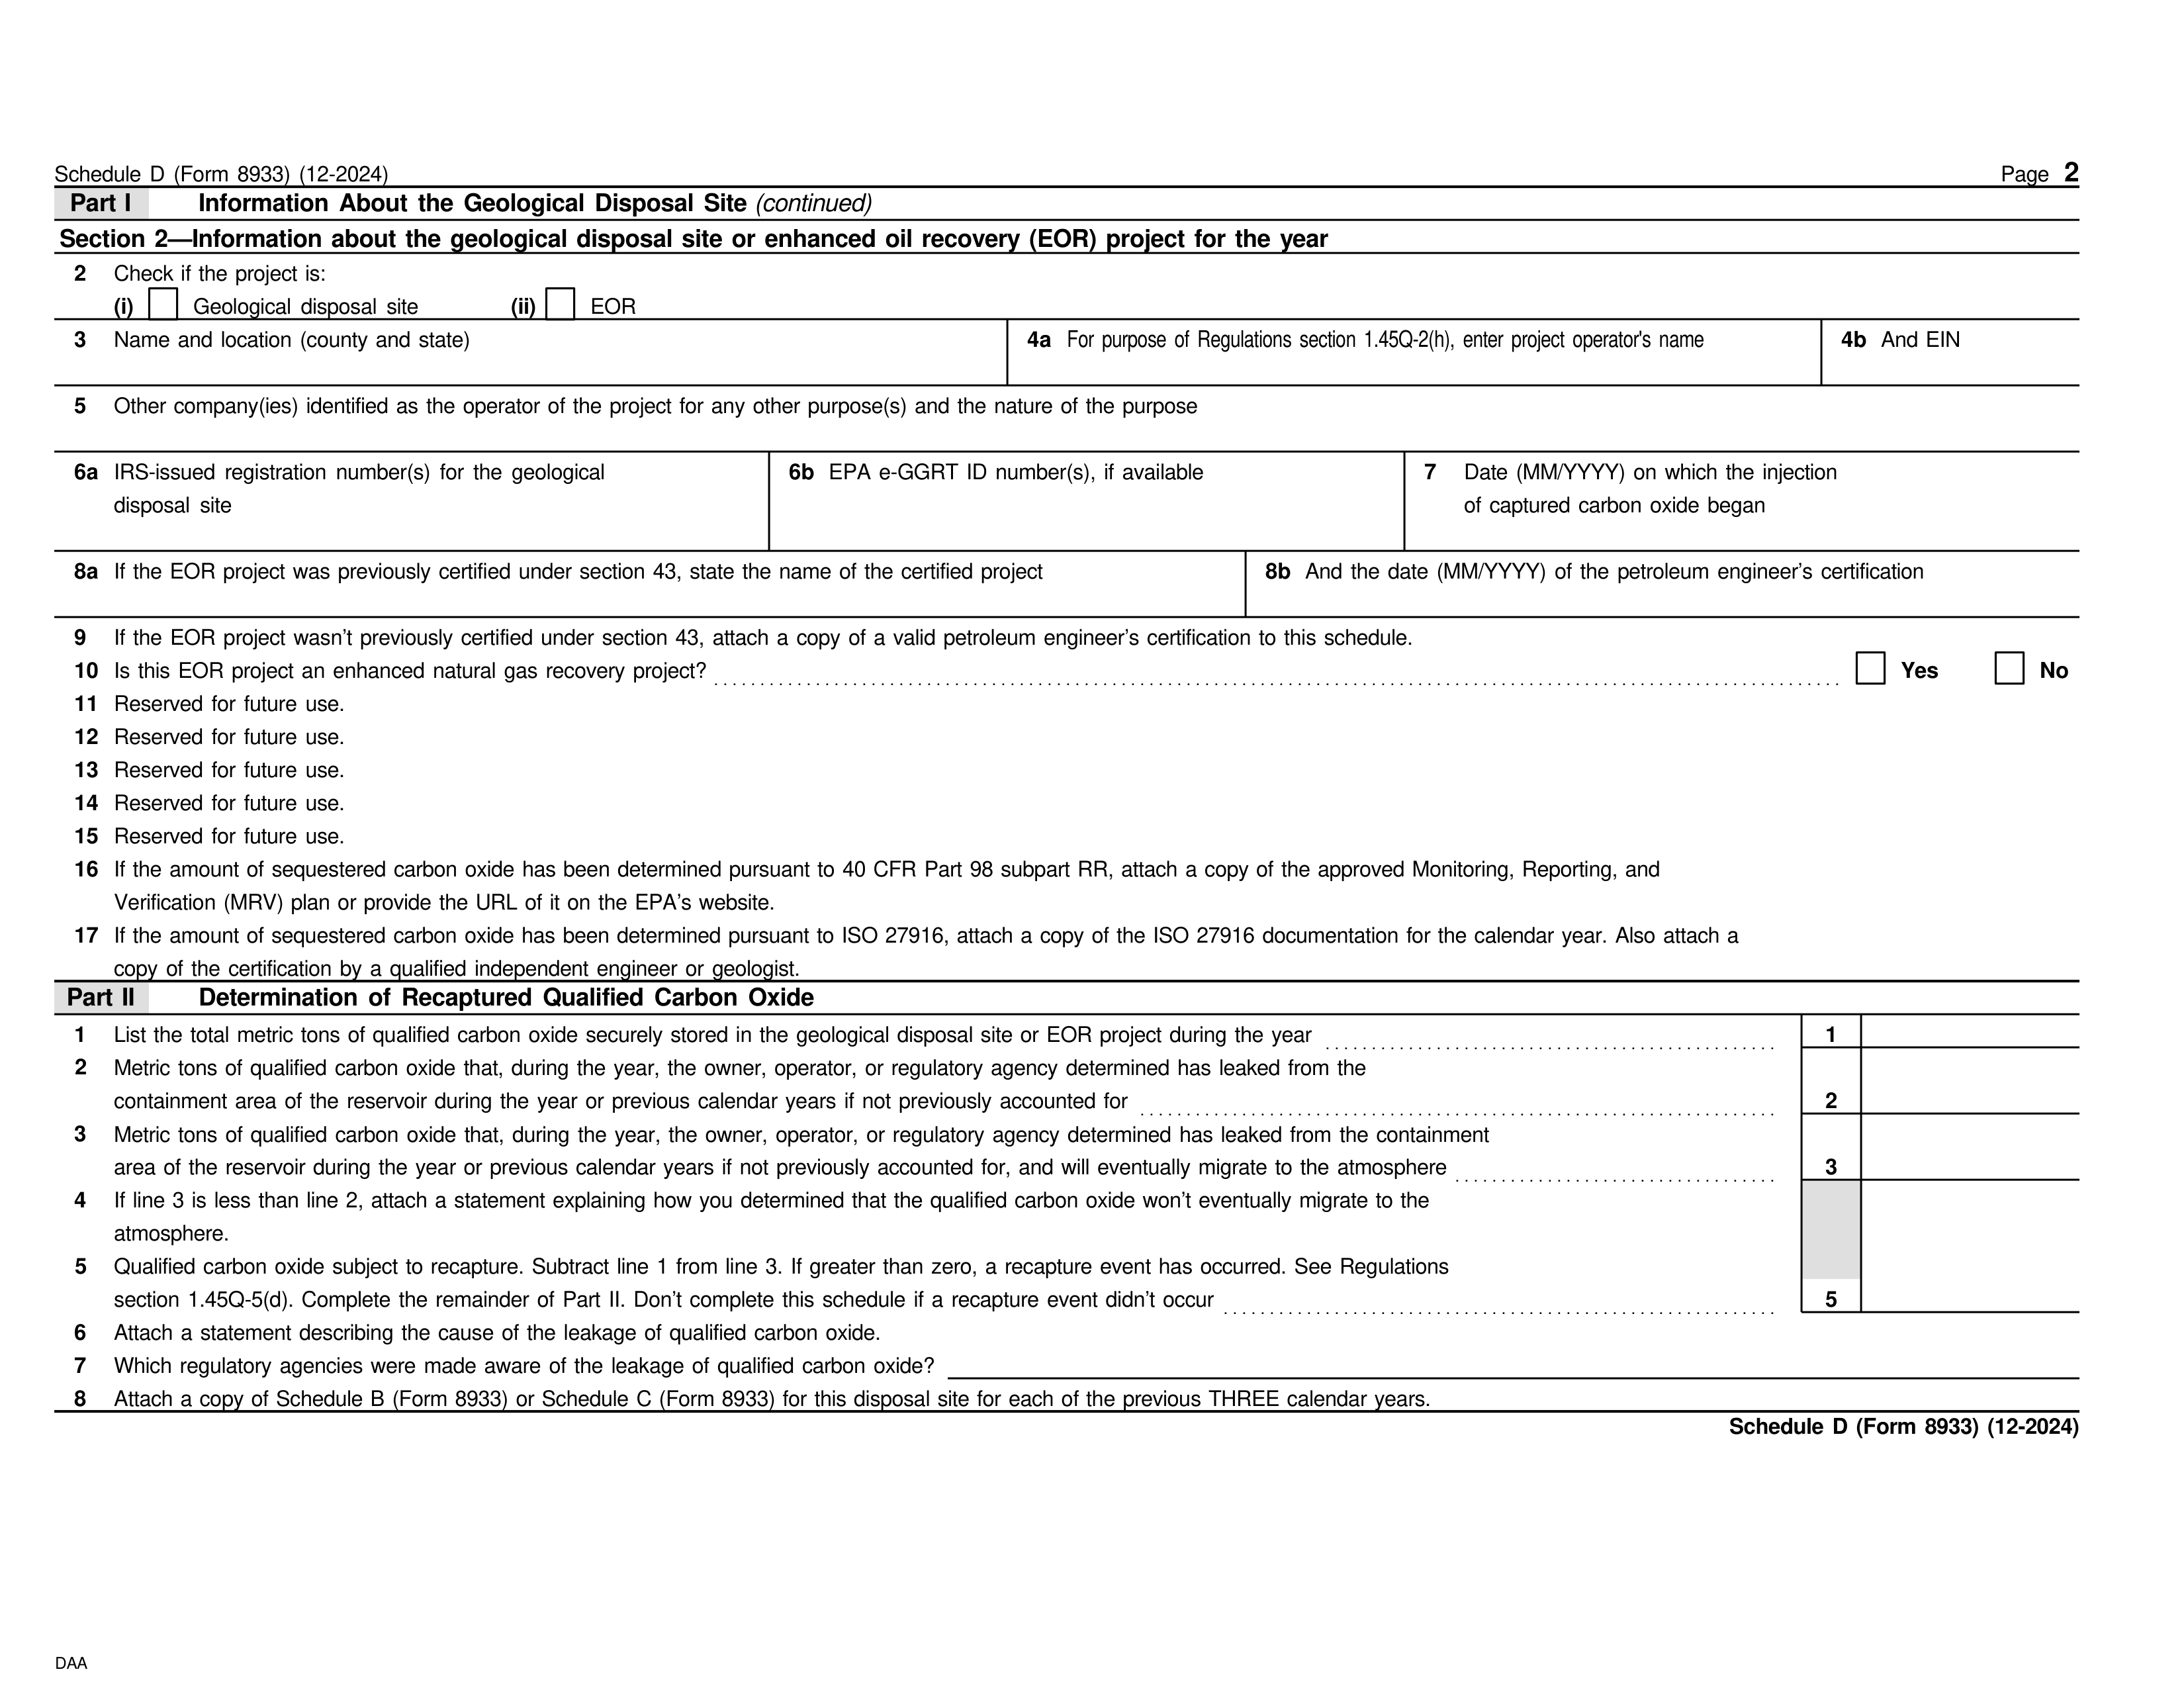 Schedule D (Form 8933) (12-2024) Page 2
Part I Information About the Geological Disposal Site (continued)
Section 2—Information about the geological disposal site or enhanced oil recovery (EOR) project for the year
2 Check if the project is:
(i) Geological disposal site (ii) EOR
3 Name and location (county and state) 4a For purpose of Regulations section 1.45Q-2(h), enter project operator's name 4b And EIN
5 Other company(ies) identified as the operator of the project for any other purpose(s) and the nature of the purpose
6a IRS-issued registration number(s) for the geological 6b EPA e-GGRT ID number(s), if available 7 Date (MM/YYYY) on which the injection
disposal site of captured carbon oxide began
8a If the EOR project was previously certified under section 43, state the name of the certified project 8b And the date (MM/YYYY) of the petroleum engineer’s certification
9 If the EOR project wasn’t previously certified under section 43, attach a copy of a valid petroleum engineer’s certification to this schedule.
10 Is this EOR project an enhanced natural gas recovery project? Yes No
11 Reserved for future use.
12 Reserved for future use.
13 Reserved for future use.
14 Reserved for future use.
15 Reserved for future use.
16 If the amount of sequestered carbon oxide has been determined pursuant to 40 CFR Part 98 subpart RR, attach a copy of the approved Monitoring, Reporting, and
Verification (MRV) plan or provide the URL of it on the EPA’s website.
17 If the amount of sequestered carbon oxide has been determined pursuant to ISO 27916, attach a copy of the ISO 27916 documentation for the calendar year. Also attach a
copy of the certification by a qualified independent engineer or geologist.
Part II Determination of Recaptured Qualified Carbon Oxide
1 List the total metric tons of qualified carbon oxide securely stored in the geological disposal site or EOR project during the year 1
2 Metric tons of qualified carbon oxide that, during the year, the owner, operator, or regulatory agency determined has leaked from the
containment area of the reservoir during the year or previous calendar years if not previously accounted for 2
3 Metric tons of qualified carbon oxide that, during the year, the owner, operator, or regulatory agency determined has leaked from the containment
area of the reservoir during the year or previous calendar years if not previously accounted for, and will eventually migrate to the atmosphere 3
4 If line 3 is less than line 2, attach a statement explaining how you determined that the qualified carbon oxide won’t eventually migrate to the
atmosphere.
5 Qualified carbon oxide subject to recapture. Subtract line 1 from line 3. If greater than zero, a recapture event has occurred. See Regulations
section 1.45Q-5(d). Complete the remainder of Part II. Don’t complete this schedule if a recapture event didn’t occur 5
6 Attach a statement describing the cause of the leakage of qualified carbon oxide.
7 Which regulatory agencies were made aware of the leakage of qualified carbon oxide?
8 Attach a copy of Schedule B (Form 8933) or Schedule C (Form 8933) for this disposal site for each of the previous THREE calendar years.
Schedule D (Form 8933) (12-2024)
DAA